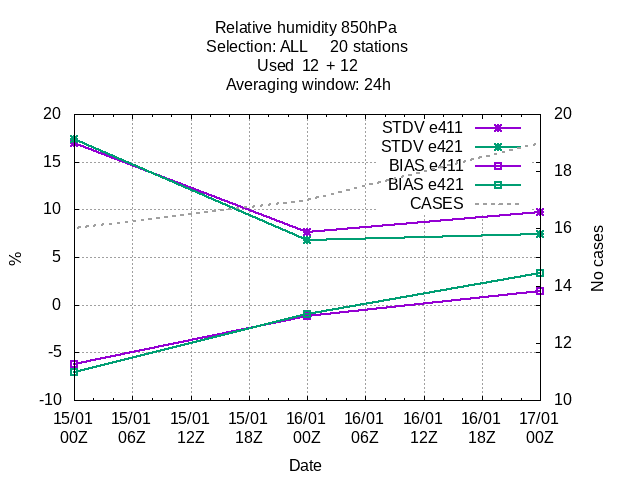 Relative humidity 850hPa
Selection: ALL     20 stations
Used  12  + 12
Averaging window: 24h
20
15
10
5
0
-5
-10
%
20
18
16
14
12
10
No cases
STDV e411
STDV e421
BIAS e411
BIAS e421
CASES
15/01 15/01 15/01 15/01 16/01 16/01 16/01 16/01 17/01
00Z 06Z 12Z 18Z 00Z 06Z 12Z 18Z 00Z
Date